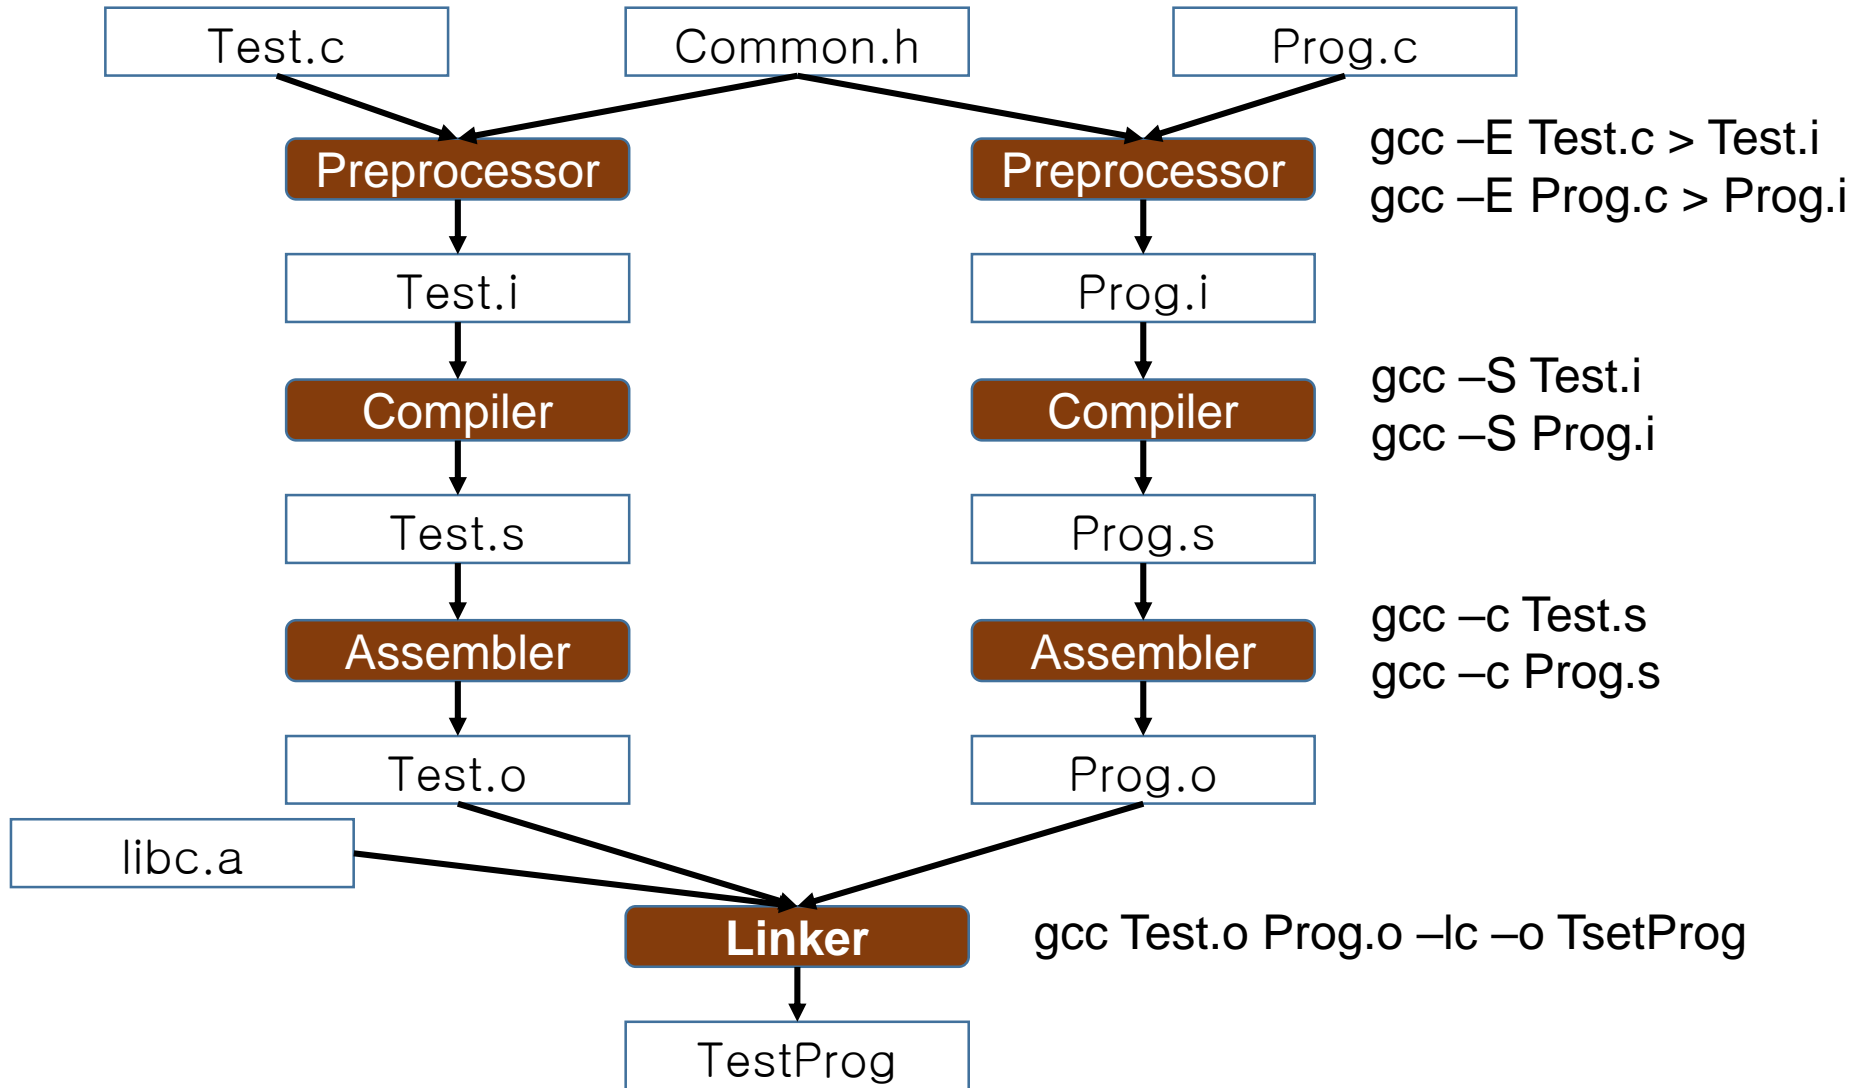 Test.c
Common.h
Prog.c
Preprocessor
Preprocessor
gcc –E Test.c > Test.i
gcc –E Prog.c > Prog.i
Test.i
Prog.i
Compiler
Compiler
gcc –S Test.i
gcc –S Prog.i
Test.s
Prog.s
Assembler
Assembler
gcc –c Test.s
gcc –c Prog.s
Test.o
Prog.o
libc.a
Linker
gcc Test.o Prog.o –lc –o TsetProg
TestProg